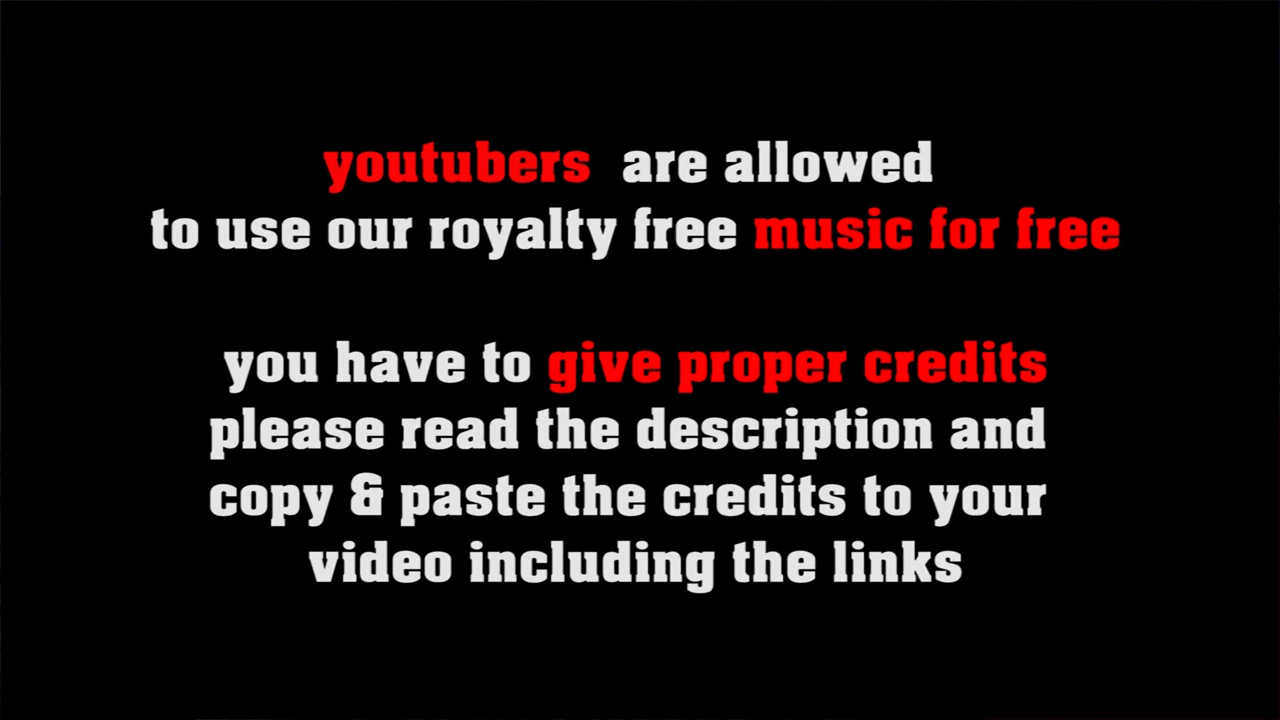 youtubers are allowed
to use our royalty free music for free
you have to give proper credits
please read the description and
copy & paste the credits to your
video including the links